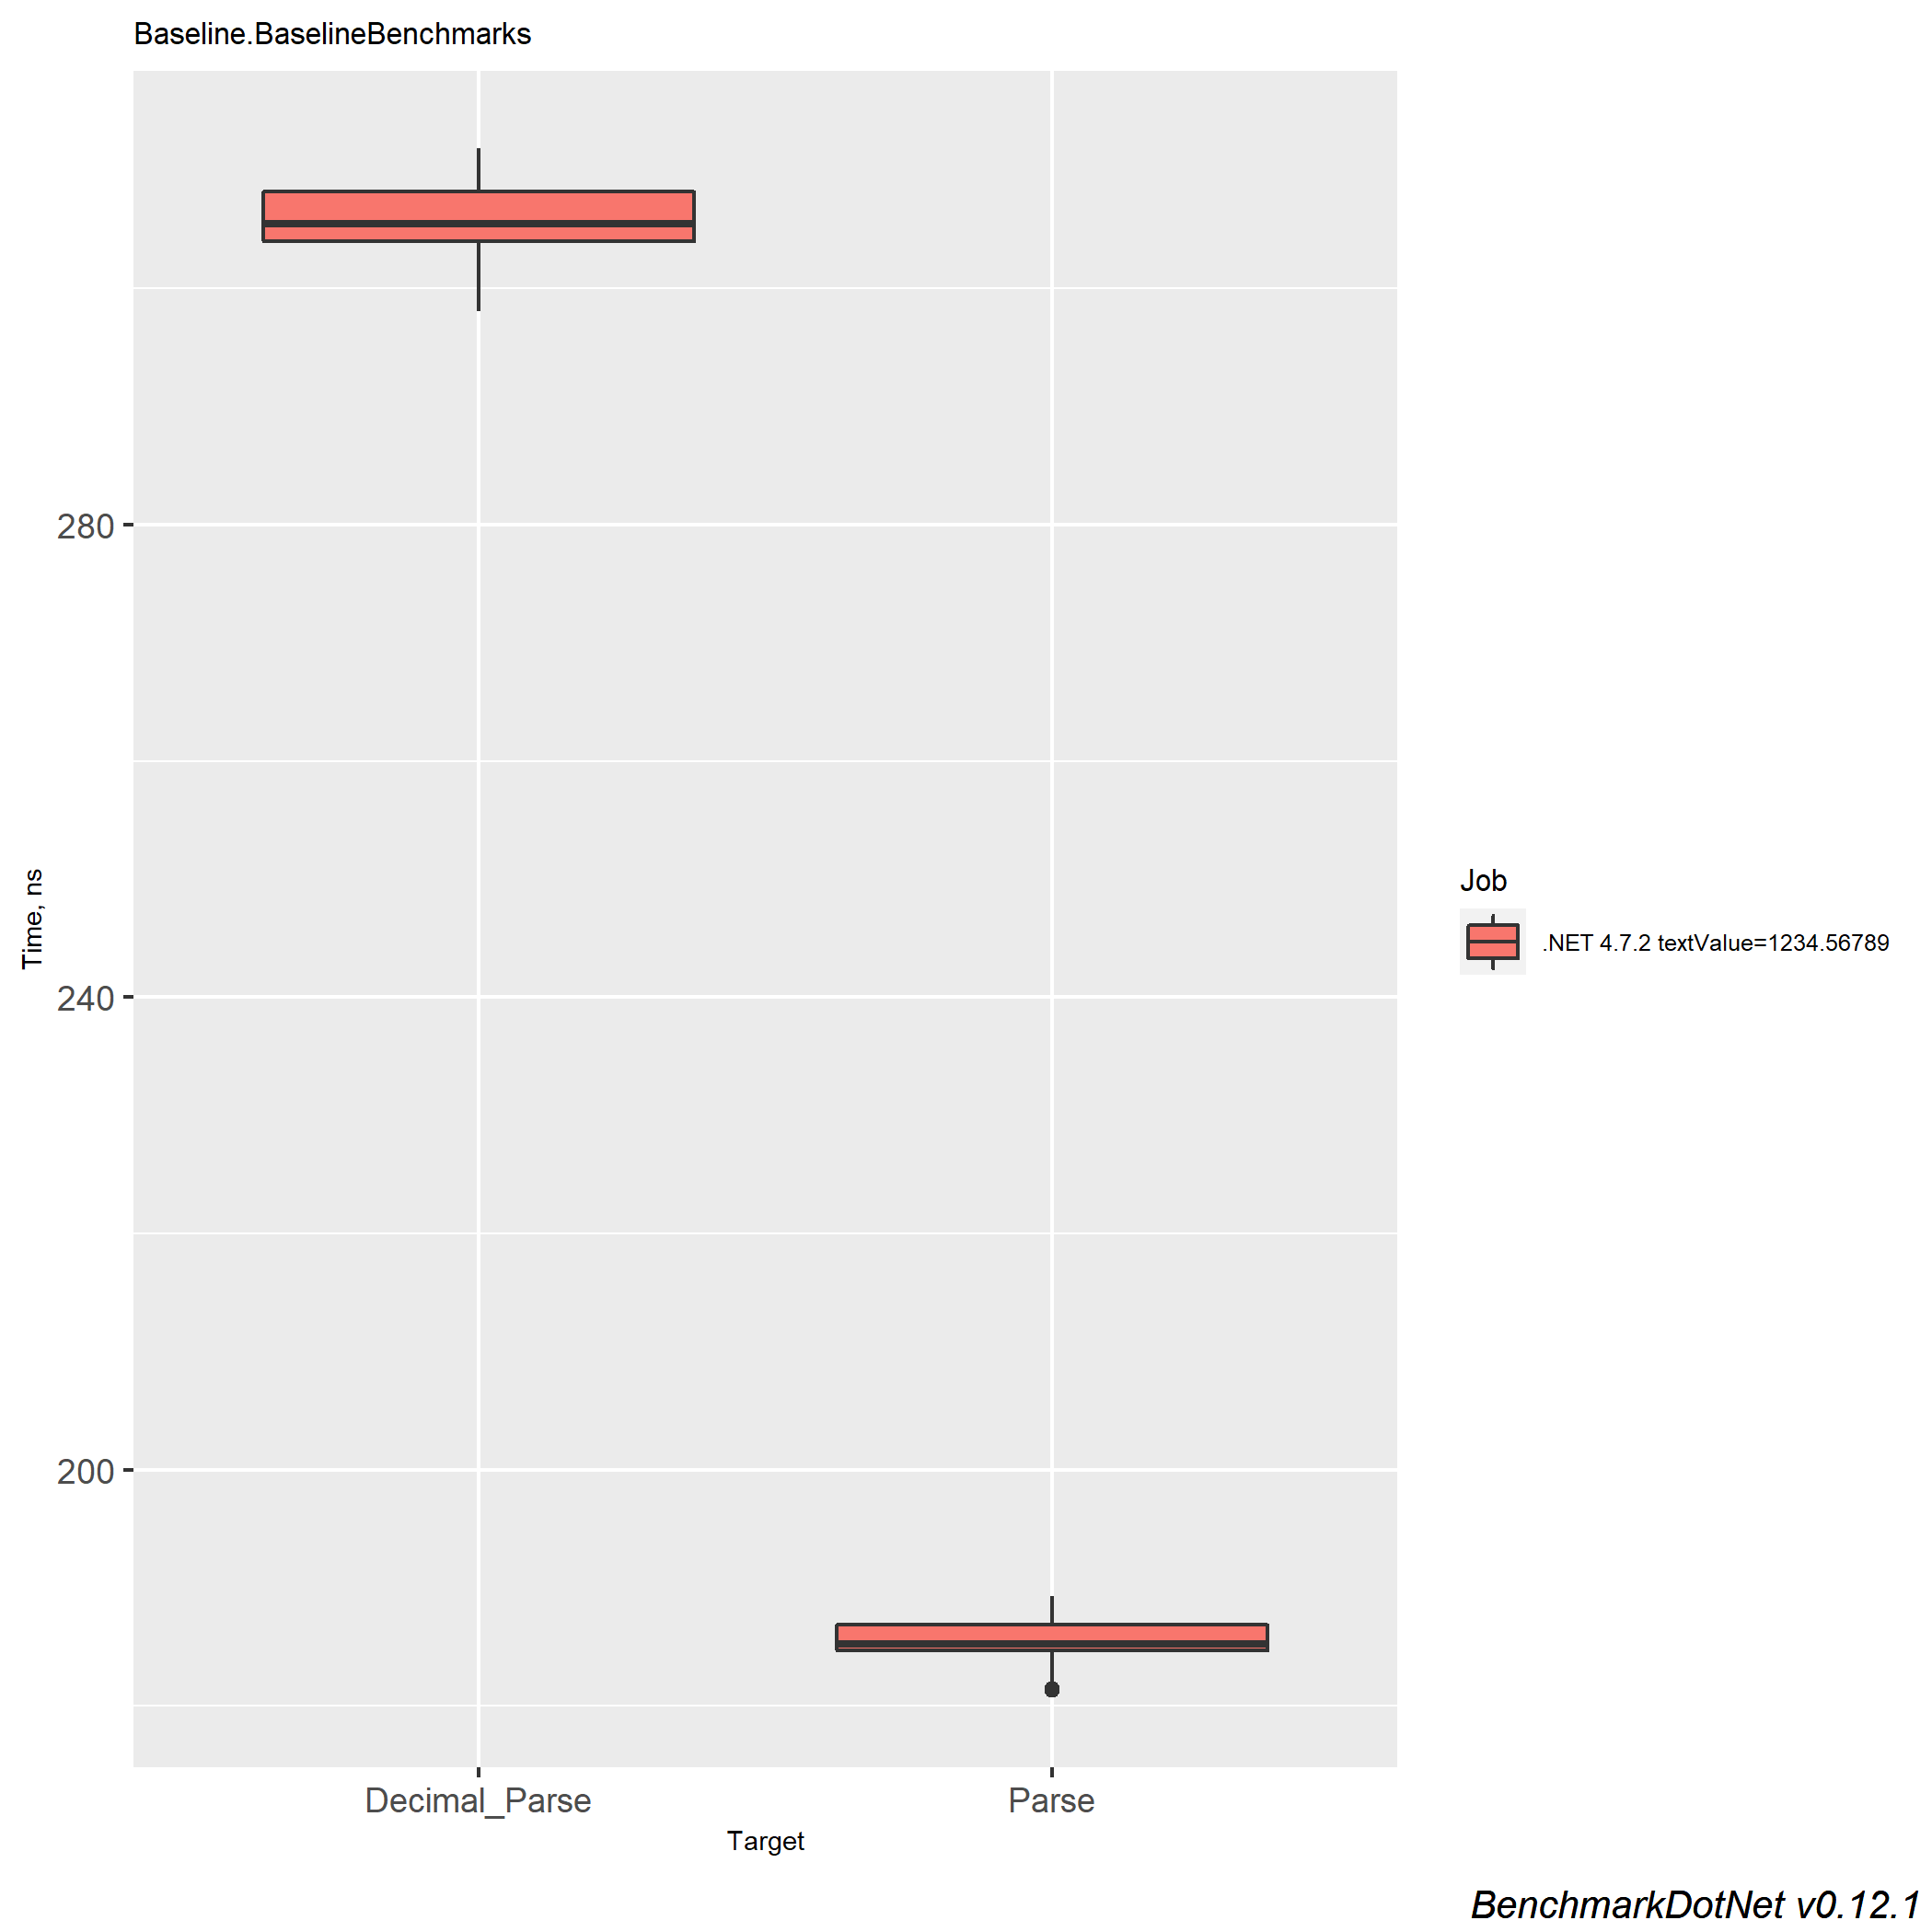 Baseline.BaselineBenchmarks
Time, ns
280
240
200
Decimal_Parse
Parse
Target
Job
.NET 4.7.2 textValue=1234.56789
BenchmarkDotNet v0.12.1